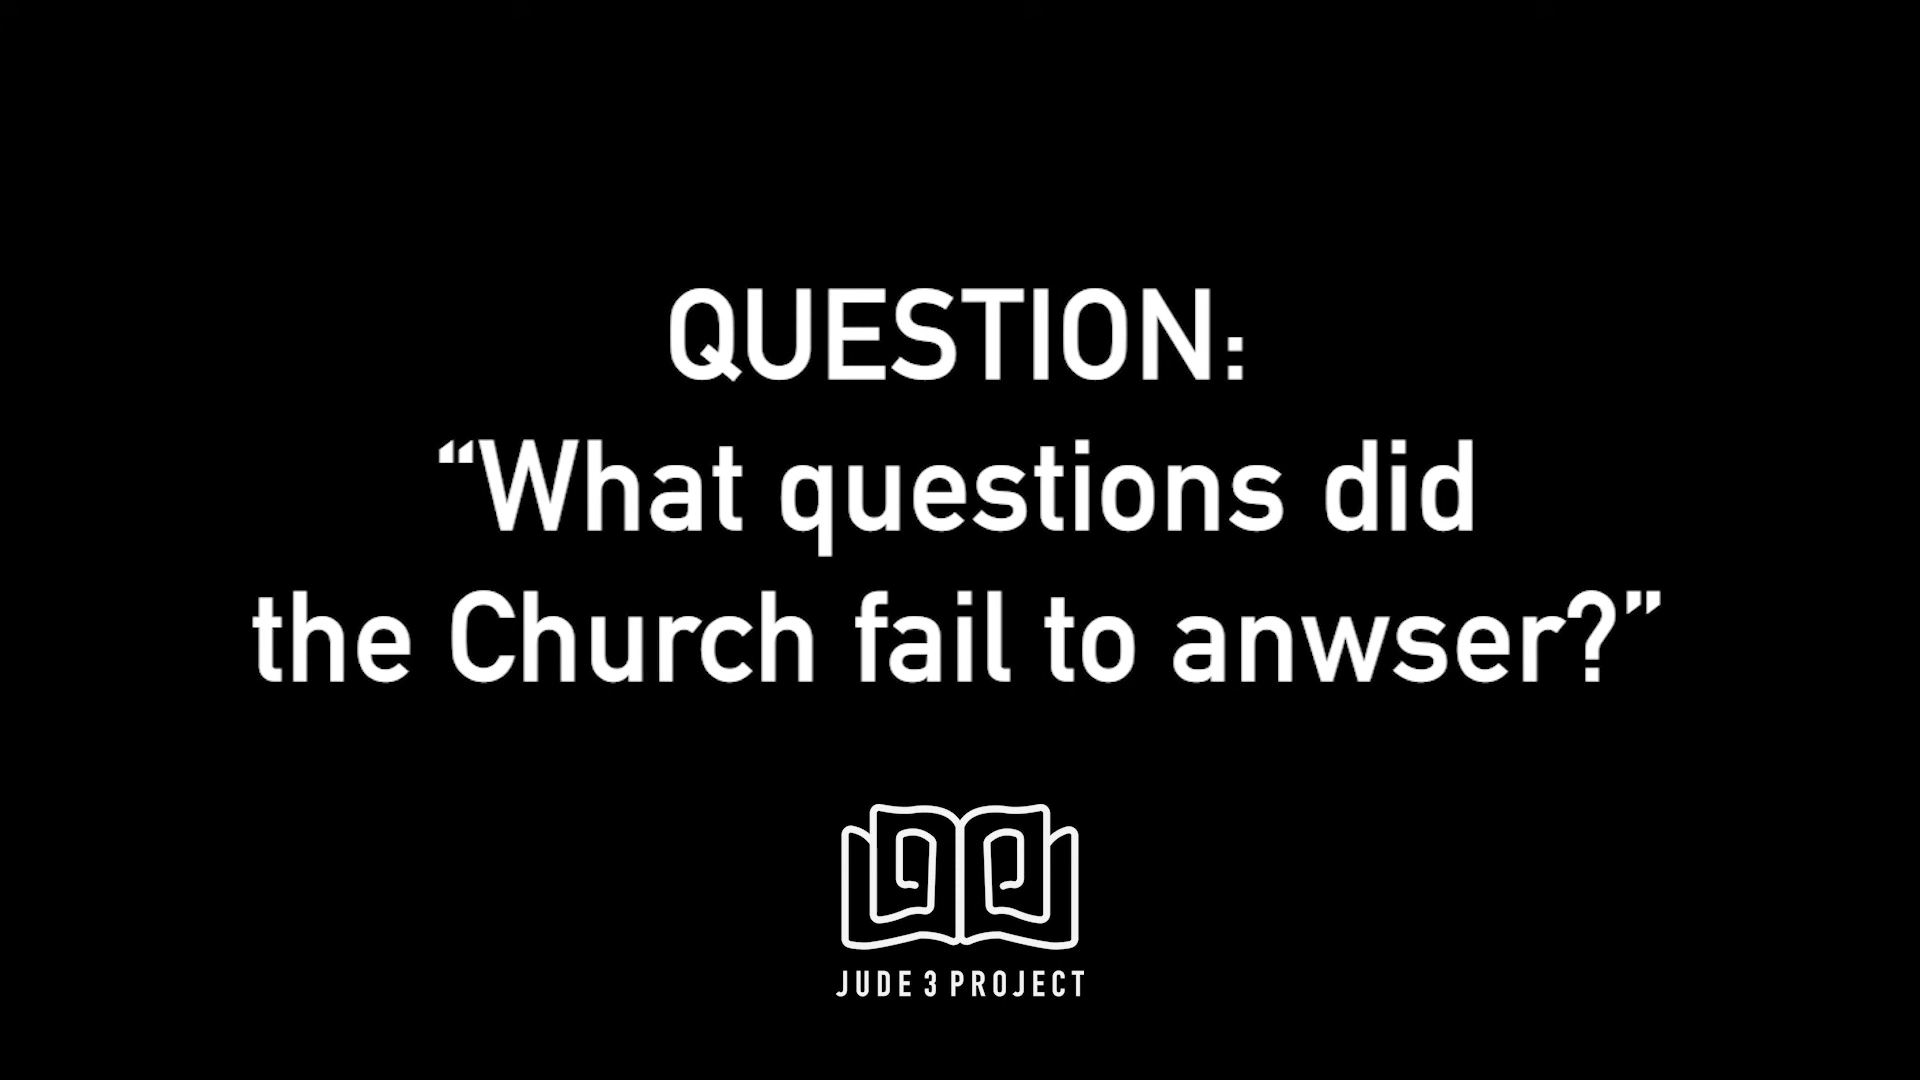 QUESTION:
“What questions did
the Church fail to anwser?”
JUDE 3 PROJECT